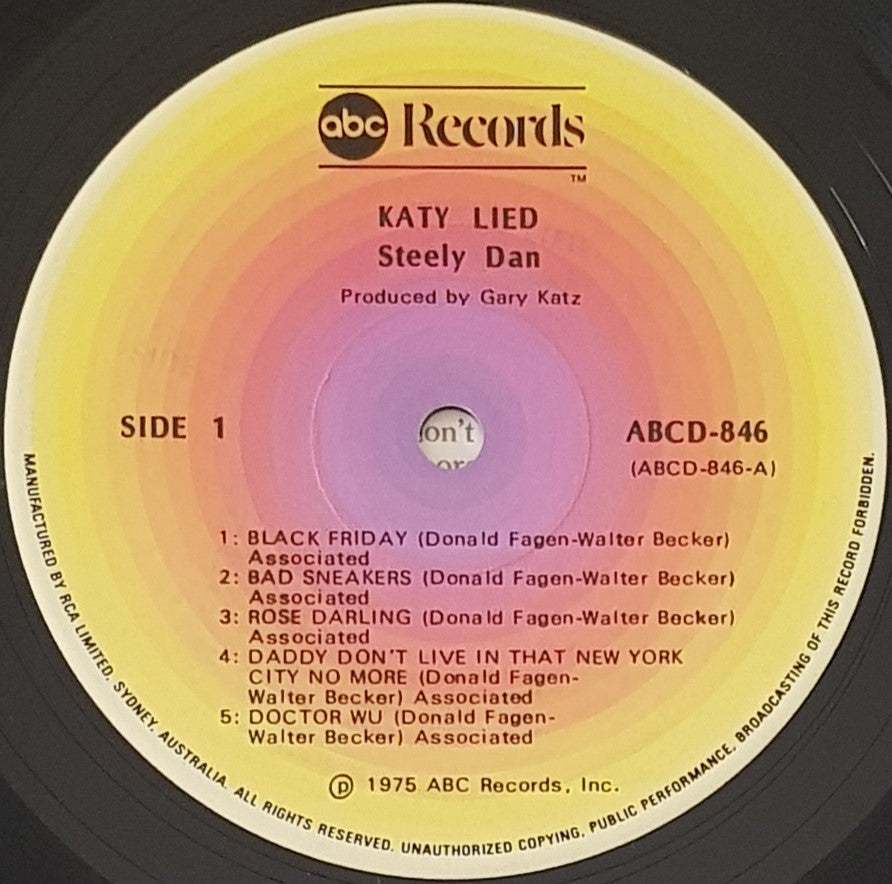 abc Records
TM
KATY LIED
Steely Dan
Produced by Gary Katz
SIDE 1
ABCD-846
(ABCD-846-A)
on't
1: BLACK FRIDAY (Donald Fagen-Walter Becker)
Associated
2: BAD SNEAKERS (Donald Fagen-Walter Becker)
Associated
3: ROSE DARLING (Donald Fagen-Walter Becker)
Associated
4: DADDY DON'T LIVE IN THAT NEW YORK
CITY NO MORE (Donald Fagen-
Walter Becker) Associated
5: DOCTOR WU (Donald Fagen-
Walter Becker) Associated
Ⓟ 1975 ABC Records, Inc.
MANUFACTURED BY RCA LIMITED, SYDNEY, AUSTRALIA. ALL RIGHTS RESERVED. UNAUTHORIZED COPYING, PUBLIC PERFORMANCE, BROADCASTING OF THIS RECORD FORBIDDEN.